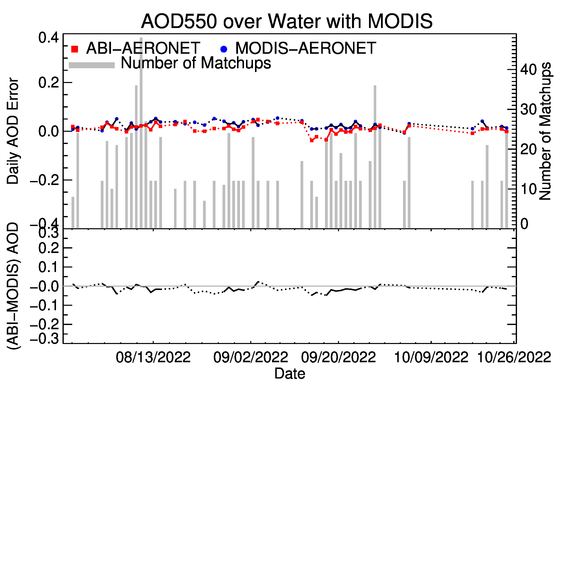 AOD550 over Water with MODIS
ABI−AERONET
MODIS−AERONET
Number of Matchups
Daily AOD Error
0.4
0.2
0.0
−0.2
−0.4
Number of Matchups
40
30
20
10
0
(ABI−MODIS) AOD
0.3
0.2
0.1
−0.0
−0.1
−0.2
−0.3
08/13/2022 09/02/2022 09/20/2022 10/09/2022 10/26/2022
Date